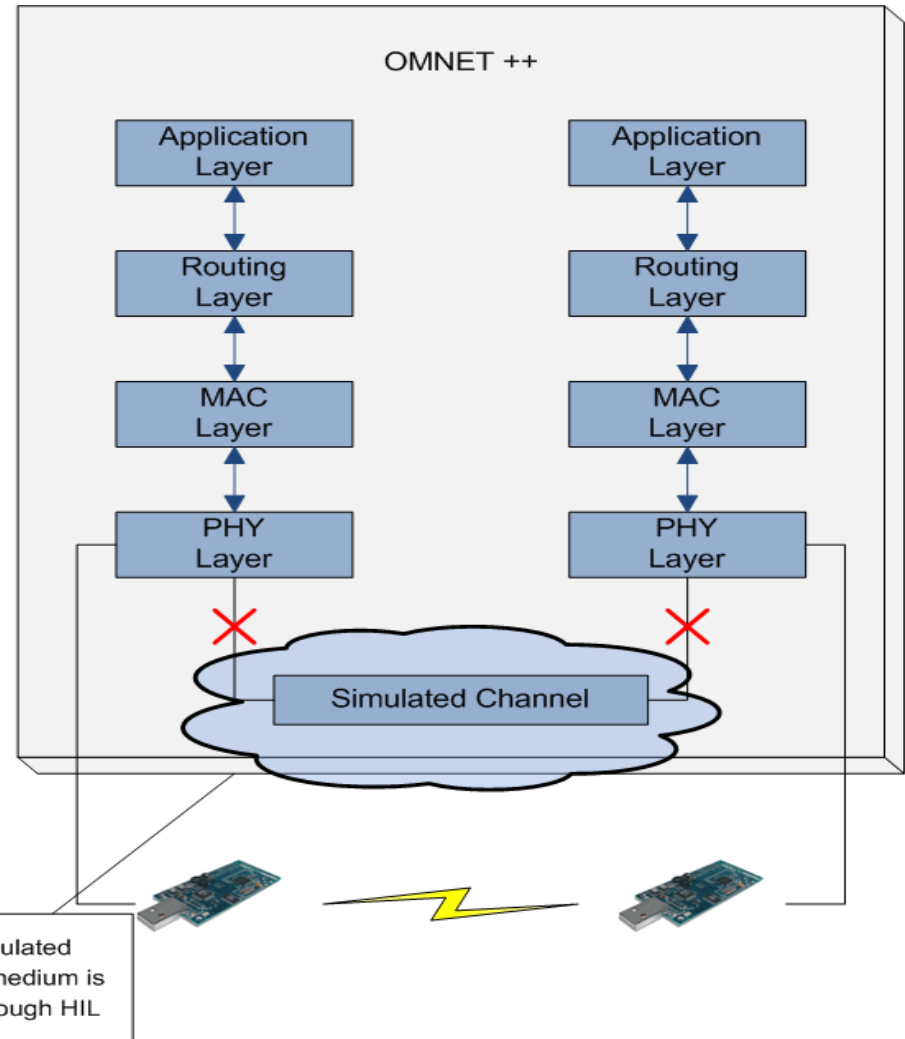 OMNET ++
Application
Layer
Application
Layer
Routing
Layer
Routing
Layer
MAC
Layer
MAC
Layer
PHY
Layer
PHY
Layer
Simulated Channel
ulated
medium is
ough HIL